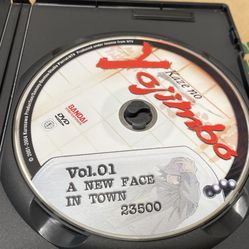 Kaze no
Yojimbo
BANDAI
DVD
Vol.01
A NEW FACE
IN TOWN
23500